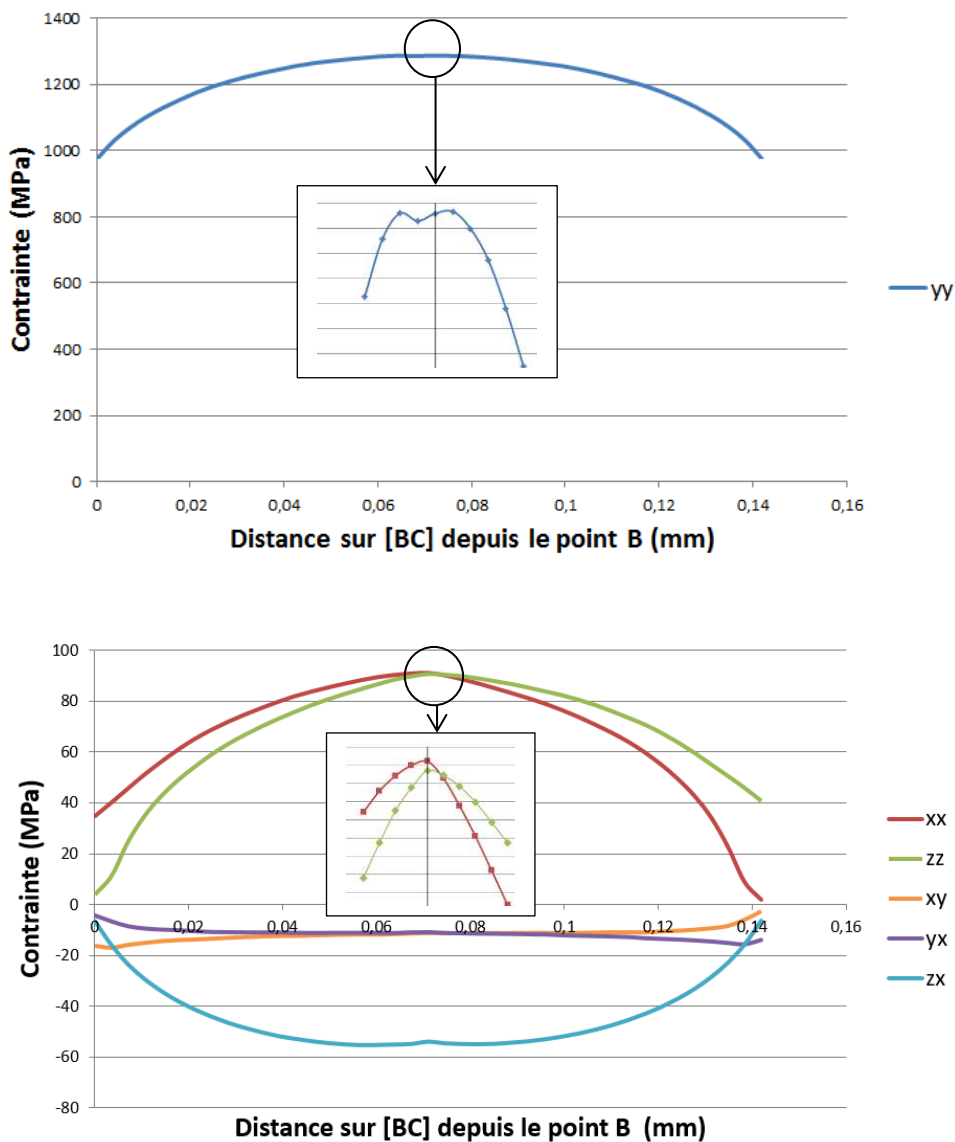 1400
1200
1000
800
600
400
200
0
Contrainte (MPa)
yy
0 0,02 0,04 0,06 0,08 0,1 0,12 0,14 0,16
Distance sur [BC] depuis le point B (mm)
100
80
60
40
20
0
-20
-40
-60
-80
Contrainte (MPa)
0 0,02 0,04 0,06 0,08 0,1 0,12 0,14 0,16
xx
zz
xy
yx
zx
Distance sur [BC] depuis le point B (mm)